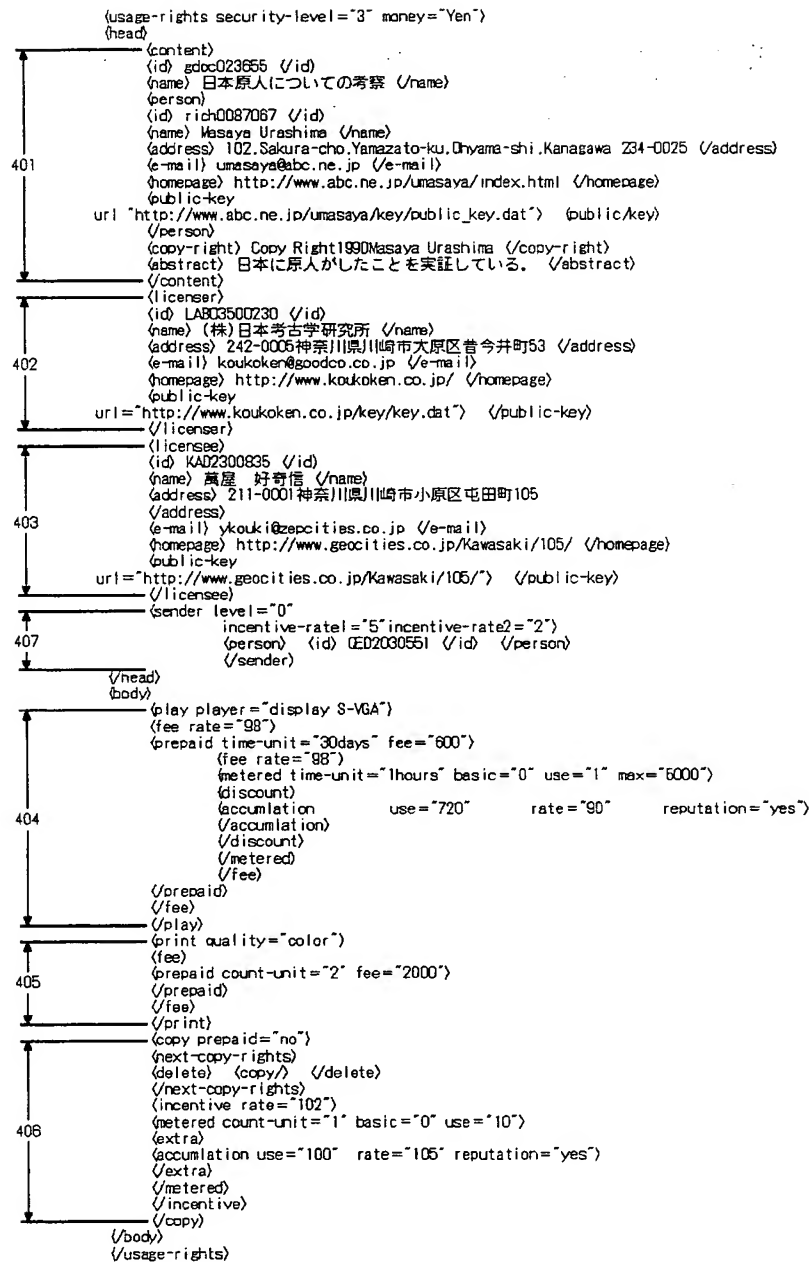 <usage-rights security-level="3" money="Yen">
<head>
<content>
<id> gdoc023655 </id>
<name> 日本原人についての考察 </name>
<person>
<id> rich0087067 </id>
<name> Masaya Urashima </name>
<address> 102.Sakura-cho.Yamazato-ku.Ohyama-shi.Kanagawa 234-0025 </address>
401
<e-mail> umasaya@abc.ne.jp </e-mail>
<homepage> http://www.abc.ne.jp/umasaya/index.html </homepage>
<public-key
url "http://www.abc.ne.jp/umasaya/key/public_key.dat"> <public/key>
</person>
<copy-right> Copy Right1990Masaya Urashima </copy-right>
<abstract> 日本に原人がしたことを実証している。 </abstract>
</content>
<licenser>
<id> LAB03500230 </id>
<name> (株)日本考古学研究所 </name>
<address> 242-0005神奈川県川崎市大原区昔今井町53 </address>
402
<e-mail> koukoken@goodco.co.jp </e-mail>
<homepage> http://www.koukoken.co.jp/ </homepage>
<public-key
url="http://www.koukoken.co.jp/key/key.dat"> </public-key>
</licenser>
<licensee>
<id> KAD2300835 </id>
<name> 萬屋 好奇信 </name>
<address> 211-0001神奈川県川崎市小原区屯田町105
403
</address>
<e-mail> ykouki@zepcities.co.jp </e-mail>
<homepage> http://www.geocities.co.jp/Kawasaki/105/ </homepage>
<public-key
url="http://www.geocities.co.jp/Kawasaki/105/"> </public-key>
</licensee>
<sender level="0"
incentive-rate1="5"incentive-rate2="2">
407
<person> <id> OED2030551 </id> </person>
</sender>
</head>
<body>
<play player="display S-VGA">
<fee rate="98">
<prepaid time-unit="30days" fee="600">
<fee rate="98">
<metered time-unit="1hours" basic="0" use="1" max="5000">
<discount>
404
<accumlation use="720" rate="90" reputation="yes">
</accumlation>
</discount>
</metered>
</fee>
</prepaid>
</fee>
</play>
<print quality="color">
<fee>
405
<prepaid count-unit="2" fee="2000">
</prepaid>
</fee>
</print>
<copy prepaid="no">
<next-copy-rights>
<delete> <copy/> </delete>
</next-copy-rights>
<incentive rate="102">
406
<metered count-unit="1" basic="0" use="10">
<extra>
<accumlation use="100" rate="105" reputation="yes">
</extra>
</metered>
</incentive>
</copy>
</body>
</usage-rights>